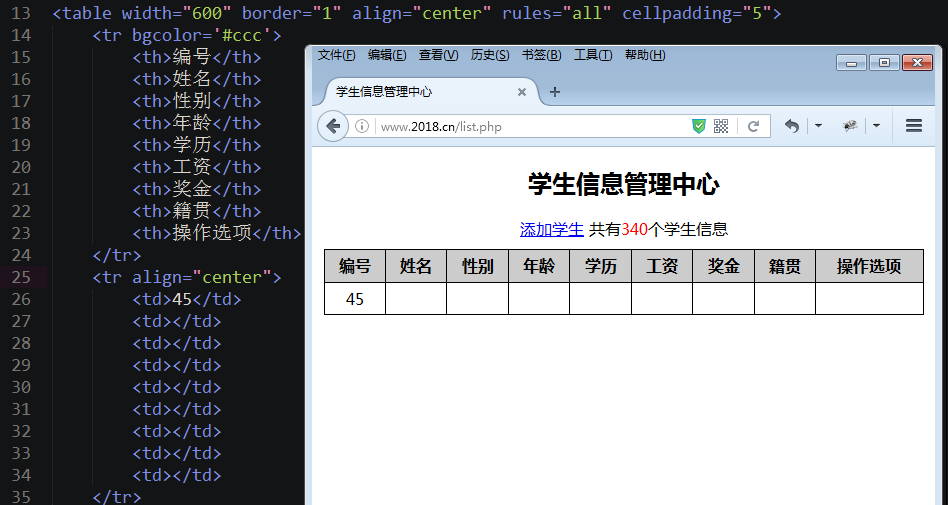 13 <table width="600" border="1" align="center" rules="all" cellpadding="5">
14 <tr bgcolor='#ccc'>
15 <th>编号</th>
16 <th>姓名</th>
17 <th>性别</th>
18 <th>年龄</th>
19 <th>学历</th>
20 <th>工资</th>
21 <th>奖金</th>
22 <th>籍贯</th>
23 <th>操作选项</th>
24 </tr>
25 <tr align="center">
26 <td>45</td>
27 <td></td>
28 <td></td>
29 <td></td>
30 <td></td>
31 <td></td>
32 <td></td>
33 <td></td>
34 <td></td>
35 </tr>
文件(F) 编辑(E) 查看(V) 历史(S) 书签(B) 工具(T) 帮助(H)
学生信息管理中心
www.2018.cn/list.php
学生信息管理中心
添加学生 共有340个学生信息
编号 姓名 性别 年龄 学历 工资 奖金 籍贯 操作选项
45